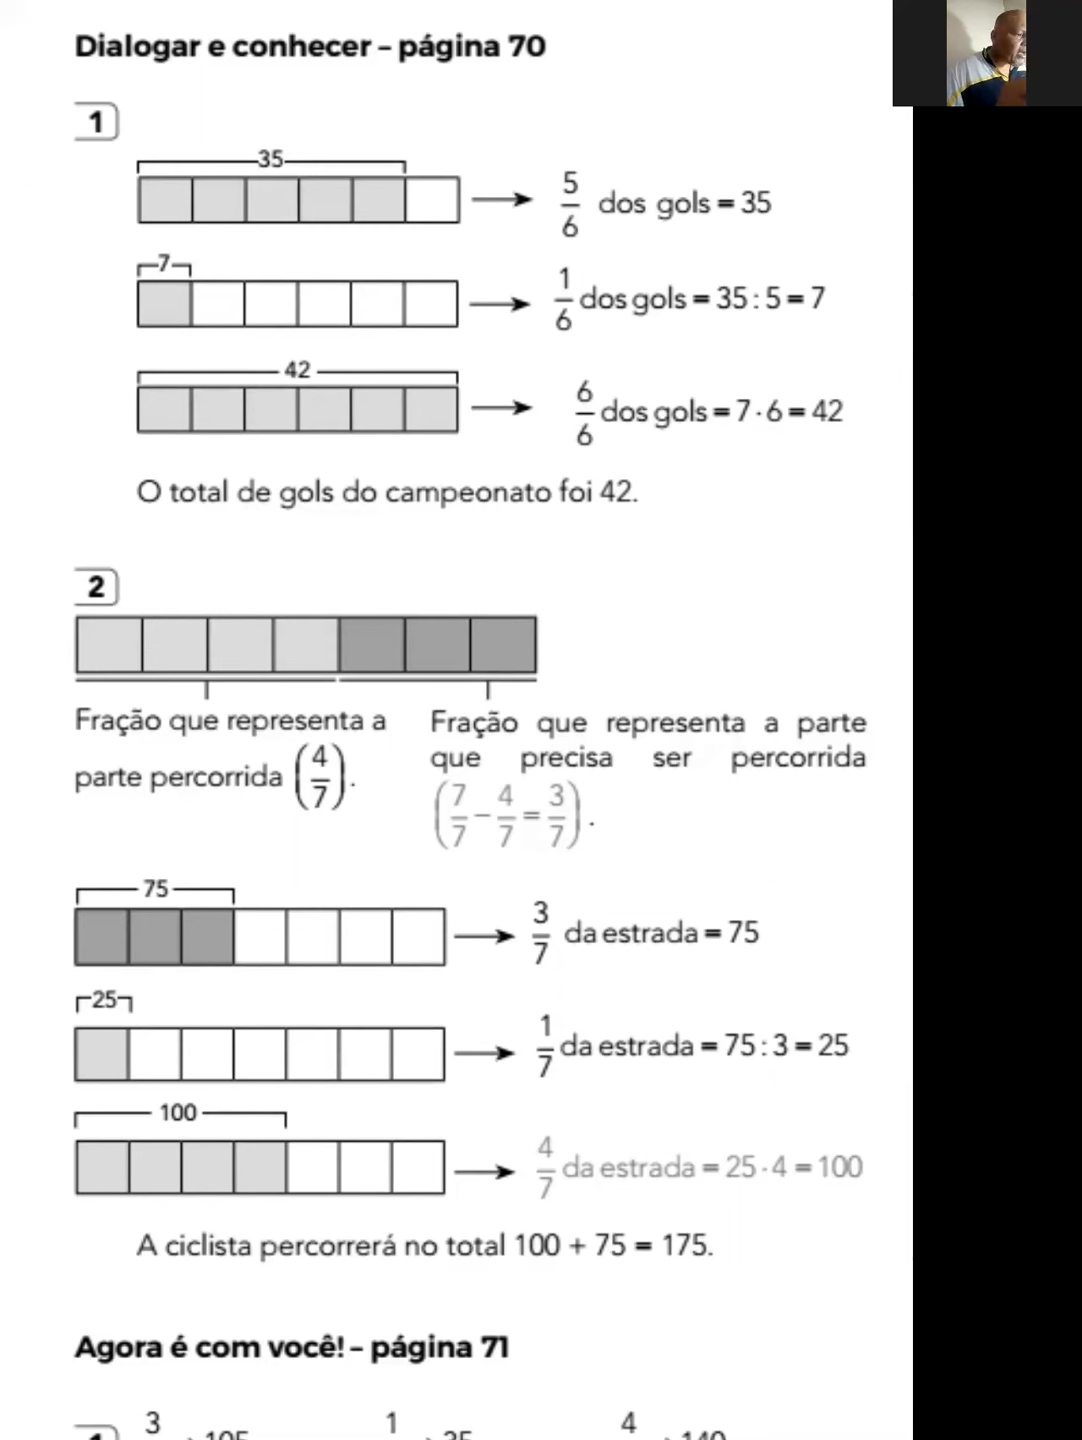 Dialogar e conhecer – página 70
1
35
5/6 dos gols = 35
7
1/6 dos gols = 35 : 5 = 7
42
6/6 dos gols = 7 · 6 = 42
O total de gols do campeonato foi 42.
2
Fração que representa a
parte percorrida (4/7).
Fração que representa a parte
que precisa ser percorrida
(7/7 – 4/7 = 3/7).
75
3/7 da estrada = 75
25
1/7 da estrada = 75 : 3 = 25
100
4/7 da estrada = 25 · 4 = 100
A ciclista percorrerá no total 100 + 75 = 175.
Agora é com você! – página 71
3 1 4